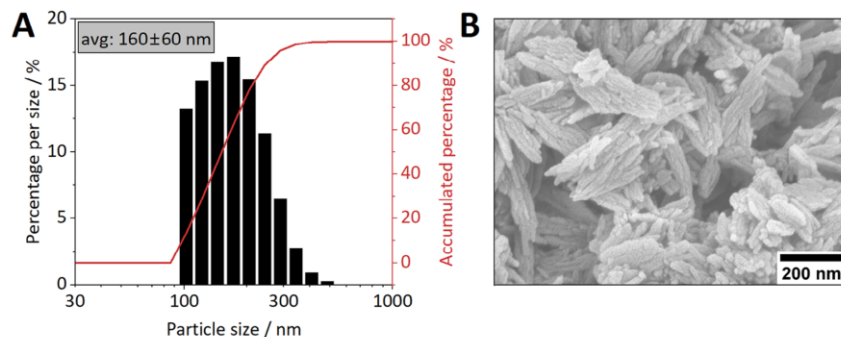 A
B
avg: 160±60 nm
Percentage per size / %
20
15
10
5
0
30
100
300
1000
Particle size / nm
100
80
60
40
20
0
Accumulated percentage / %
200 nm